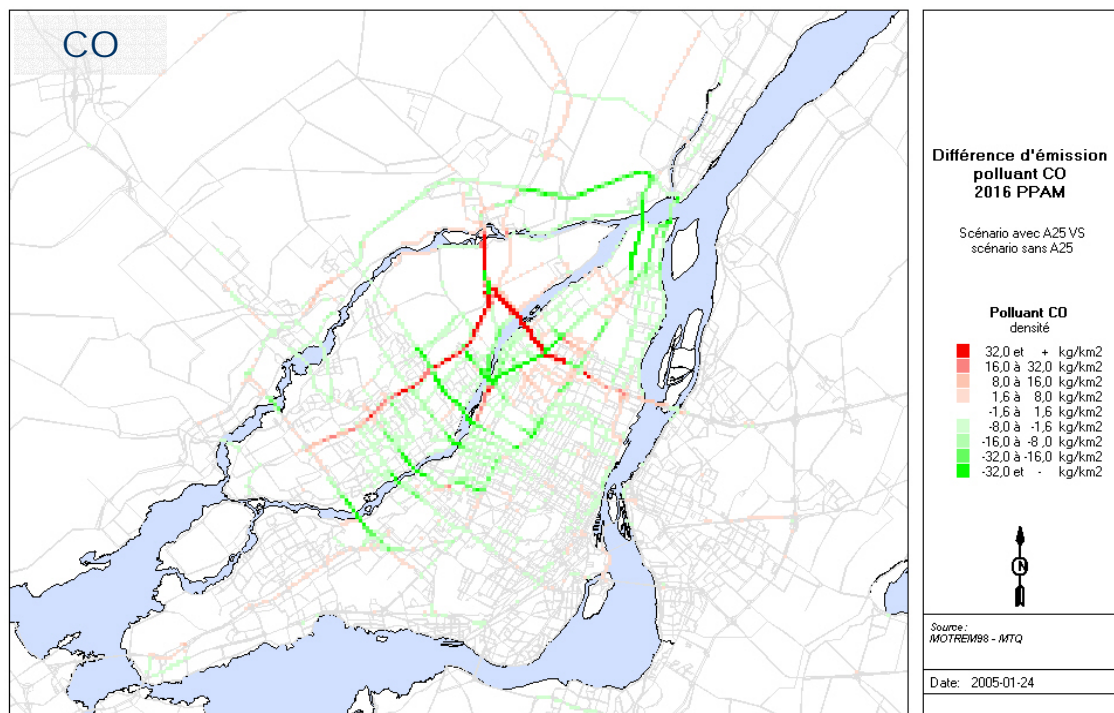 CO
Différence d'émission
polluant CO
2016 PPAM
Scénario avec A25 VS
scénario sans A25
Polluant CO
densité
32,0 et + kg/km2
16,0 à 32,0 kg/km2
8,0 à 16,0 kg/km2
1,6 à 8,0 kg/km2
-1,6 à 1,6 kg/km2
-8,0 à -1,6 kg/km2
-16,0 à -8,0 kg/km2
-32,0 à -16,0 kg/km2
-32,0 et - kg/km2
N
Source :
MOTREM98 - MTQ
Date: 2005-01-24